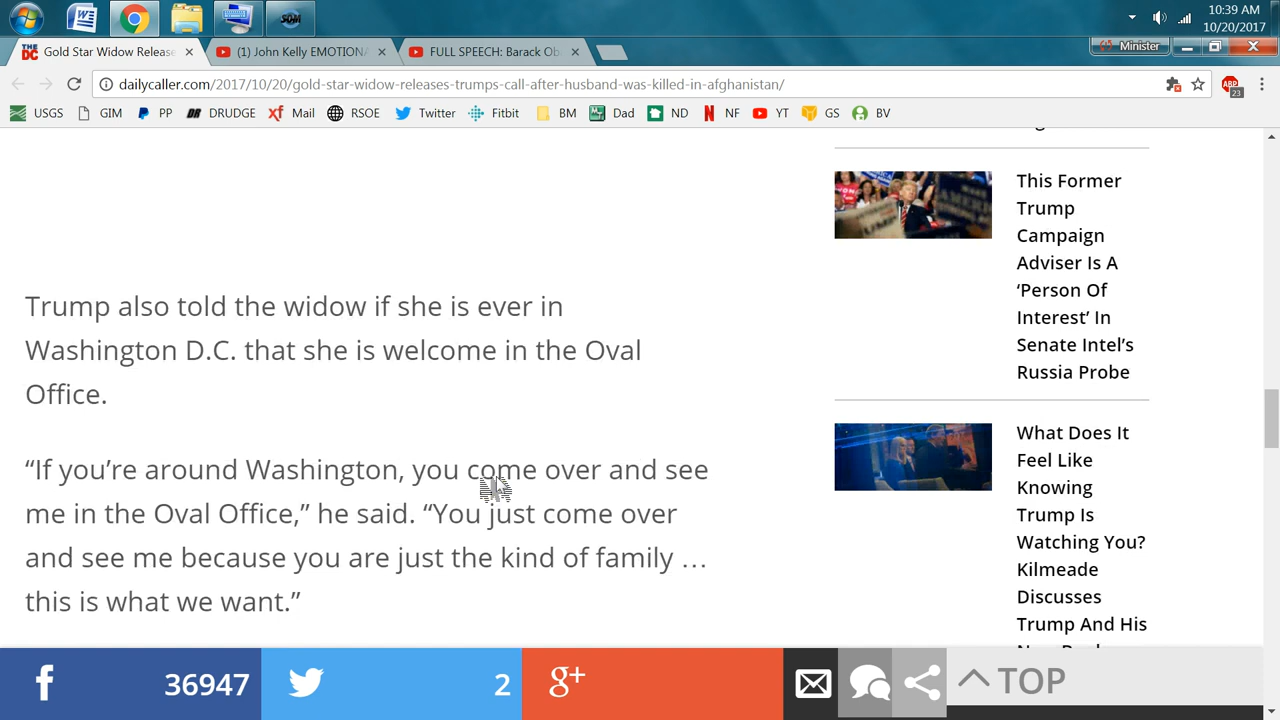 10:39 AM
10/20/2017
THE DC Gold Star Widow Release
(1) John Kelly EMOTIONA
FULL SPEECH: Barack Ob
Minister
dailycaller.com/2017/10/20/gold-star-widow-releases-trumps-call-after-husband-was-killed-in-afghanistan/
ABP
23
USGS GIM PP DR DRUDGE xf Mail RSOE Twitter Fitbit BM Dad ND NF YT GS BV
This Former
Trump
Campaign
Adviser Is A
‘Person Of
Interest’ In
Senate Intel’s
Russia Probe
Trump also told the widow if she is ever in
Washington D.C. that she is welcome in the Oval
Office.
“If you’re around Washington, you come over and see
me in the Oval Office,” he said. “You just come over
and see me because you are just the kind of family …
this is what we want.”
What Does It
Feel Like
Knowing
Trump Is
Watching You?
Kilmeade
Discusses
Trump And His
f 36947
2
g+
TOP